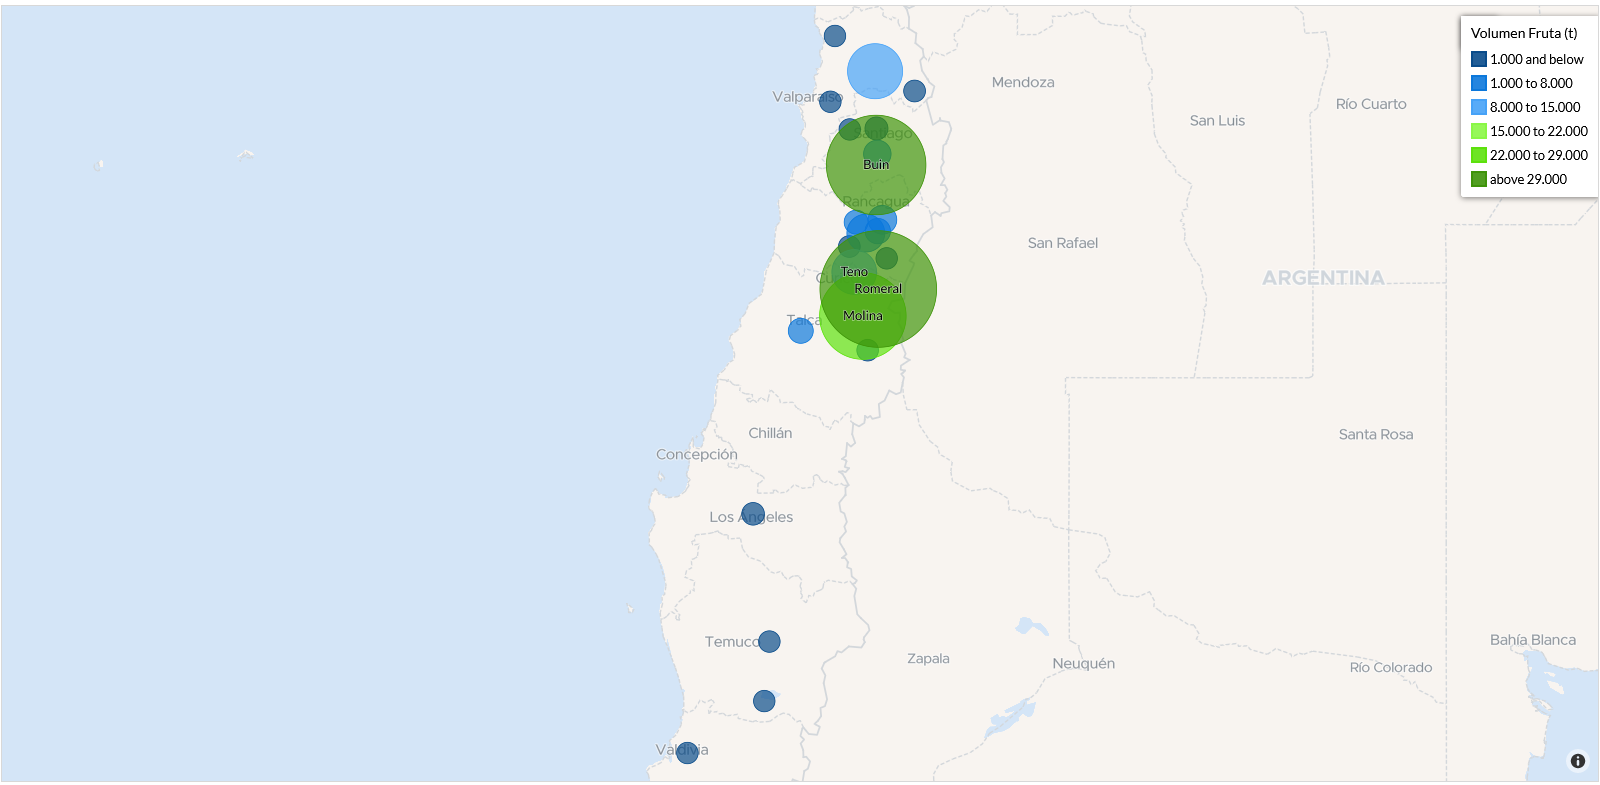 Volumen Fruta (t)
1.000 and below
1.000 to 8.000
8.000 to 15.000
15.000 to 22.000
22.000 to 29.000
above 29.000
Mendoza
Valparaíso
Río Cuarto
San Luis
Santiago
Buin
Rancagua
San Rafael
Teno
ARGENTINA
Romeral
Molina
Talca
Chillán
Santa Rosa
Concepción
Los Angeles
Temuco
Bahía Blanca
Zapala
Neuquén
Río Colorado
Valdivia